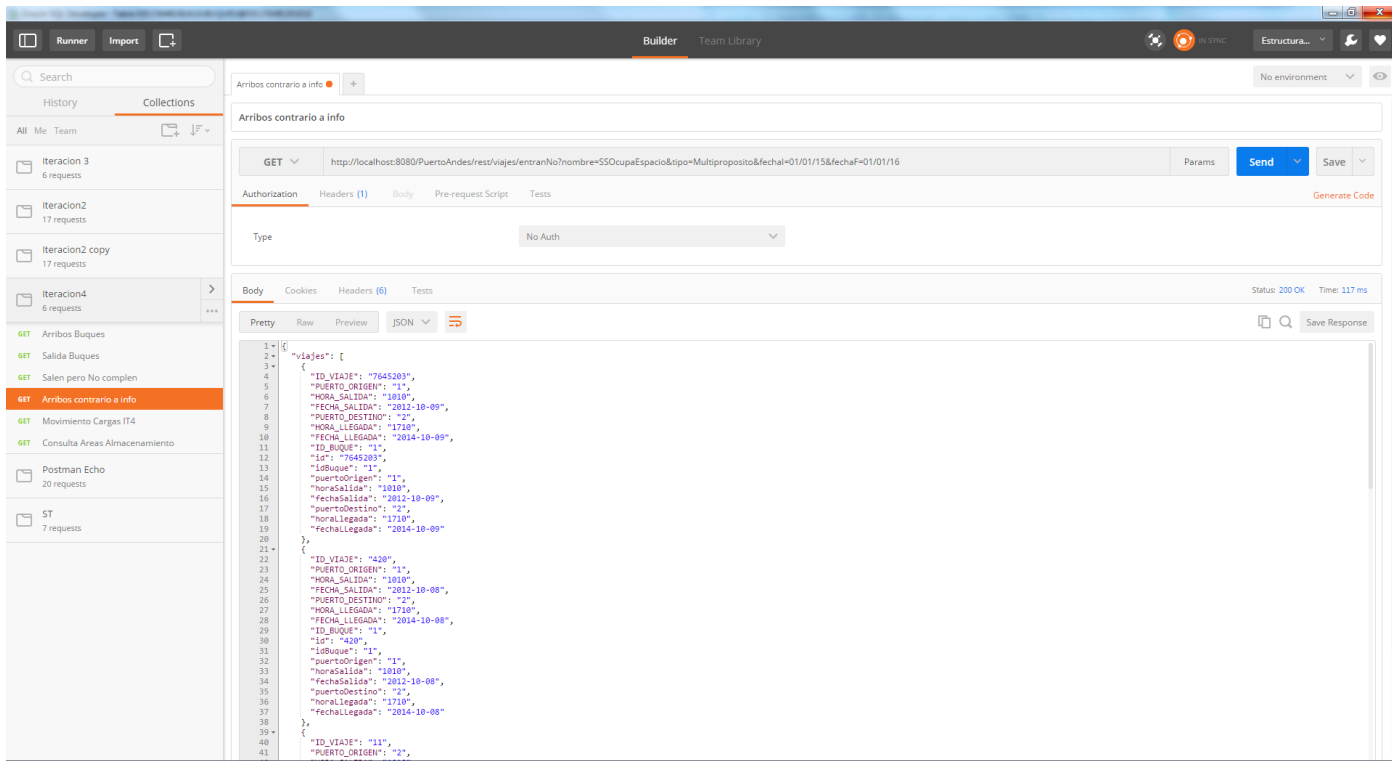 Runner Import Builder Team Library IN SYNC Estructura...
Search
History Collections
All Me Team
Iteracion 3
6 requests
Iteracion2
17 requests
Iteracion2 copy
17 requests
Iteracion4
6 requests
GET Arribos Buques
GET Salida Buques
GET Salen pero No complen
GET Arribos contrario a info
GET Movimiento Cargas IT4
GET Consulta Areas Almacenamiento
Postman Echo
20 requests
ST
7 requests
Arribos contrario a info + No environment
Arribos contrario a info
GET http://localhost:8080/PuertoAndes/rest/viajes/entranNo?nombre=SSOcupaEspacio&tipo=Multiproposito&fechaI=01/01/15&fechaF=01/01/16 Params Send Save
Authorization Headers (1) Body Pre-request Script Tests Generate Code
Type No Auth
Body Cookies Headers (6) Tests Status: 200 OK Time: 117 ms
Pretty Raw Preview JSON Save Response
1 {
2 "viajes": [
3 {
4 "ID_VIAJE": "7645203",
5 "PUERTO_ORIGEN": "1",
6 "HORA_SALIDA": "1010",
7 "FECHA_SALIDA": "2012-10-09",
8 "PUERTO_DESTINO": "2",
9 "HORA_LLEGADA": "1710",
10 "FECHA_LLEGADA": "2014-10-09",
11 "ID_BUQUE": "1",
12 "id": "7645203",
13 "idBuque": "1",
14 "puertoOrigen": "1",
15 "horaSalida": "1010",
16 "fechaSalida": "2012-10-09",
17 "puertoDestino": "2",
18 "horaLlegada": "1710",
19 "fechaLLegada": "2014-10-09"
20 },
21 {
22 "ID_VIAJE": "420",
23 "PUERTO_ORIGEN": "1",
24 "HORA_SALIDA": "1010",
25 "FECHA_SALIDA": "2012-10-08",
26 "PUERTO_DESTINO": "2",
27 "HORA_LLEGADA": "1710",
28 "FECHA_LLEGADA": "2014-10-08",
29 "ID_BUQUE": "1",
30 "id": "420",
31 "idBuque": "1",
32 "puertoOrigen": "1",
33 "horaSalida": "1010",
34 "fechaSalida": "2012-10-08",
35 "puertoDestino": "2",
36 "horaLlegada": "1710",
37 "fechaLLegada": "2014-10-08"
38 },
39 {
40 "ID_VIAJE": "11",
41 "PUERTO_ORIGEN": "2",